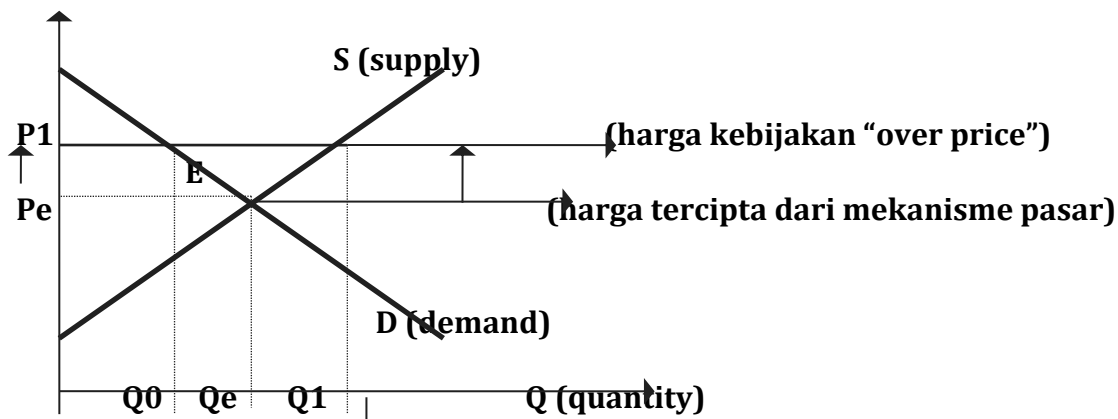 S (supply)
P1
(harga kebijakan “over price”)
E
Pe
(harga tercipta dari mekanisme pasar)
D (demand)
Q0 Qe Q1 Q (quantity)